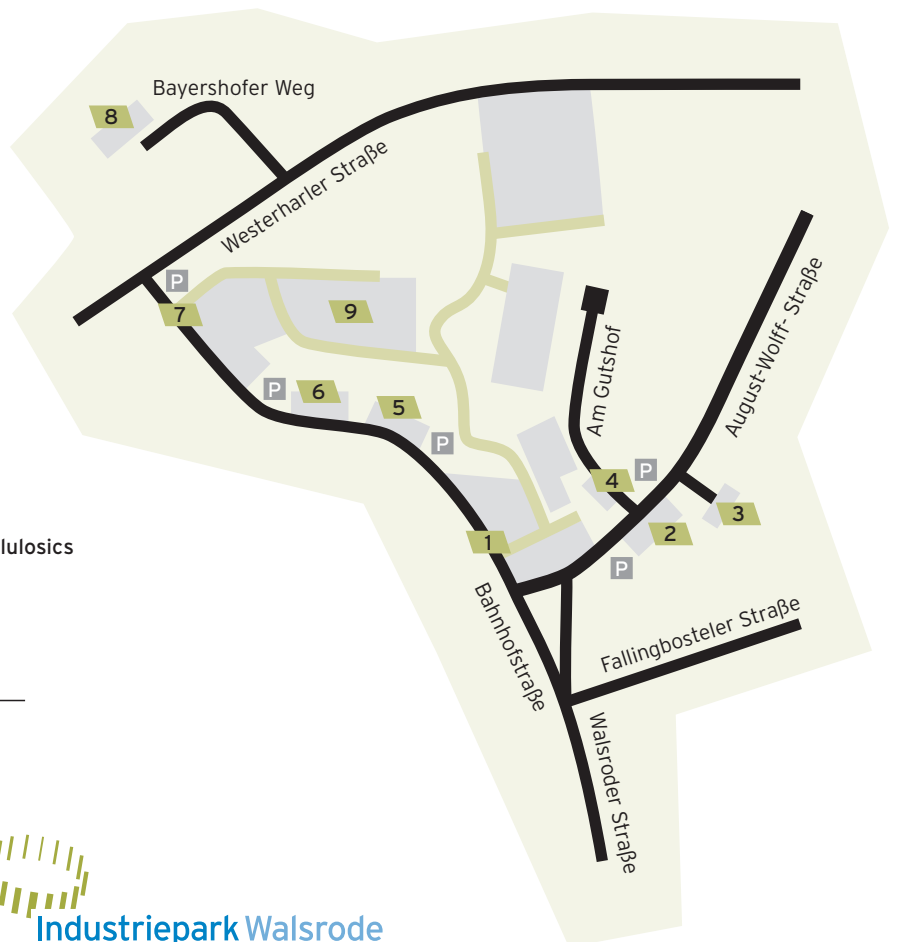 Bayershofer Weg
8
Westerharler Straße
P
7
9
August-Wolff- Straße
Am Gutshof
P
6
5
P
P
4
3
2
1
P
lulosics
Bahnhofstraße
Fallingbosteler Straße
Walsroder Straße
Industriepark Walsrode